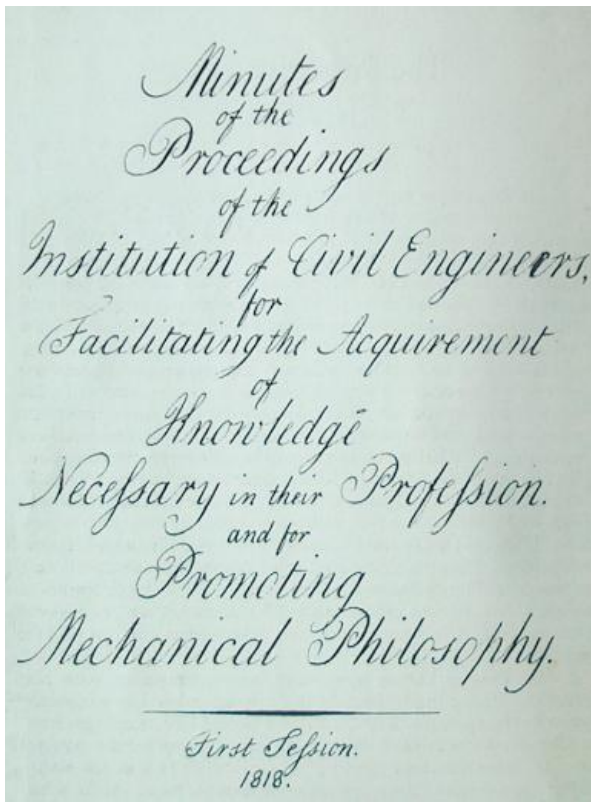 Minutes
of the
Proceedings
of the
Institution of Civil Engineers,
for
Facilitating the Acquirement
of
Knowledge
Neceſsary in their Profeſsion.
and for
Promoting
Mechanical Philosophy.
First Seſsion.
1818.